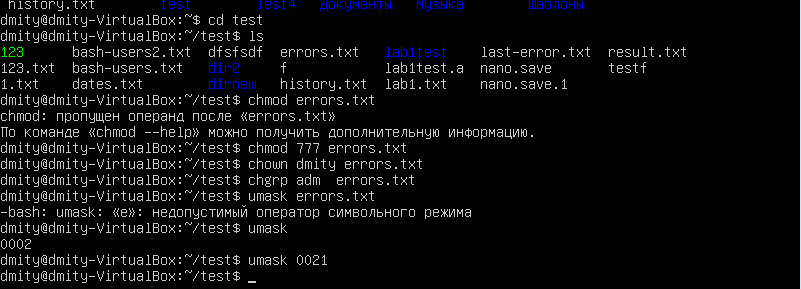 history.txt test Test4 Документы Музыка Шаблоны
dmity@dmity-VirtualBox:~$ cd test
dmity@dmity-VirtualBox:~/test$ ls
123 bash-users2.txt dfsfsdf errors.txt lab1test last-error.txt result.txt
123.txt bash-users.txt dir2 f lab1test.a nano.save testf
1.txt dates.txt dirnew history.txt lab1.txt nano.save.1
dmity@dmity-VirtualBox:~/test$ chmod errors.txt
chmod: пропущен операнд после «errors.txt»
По команде «chmod --help» можно получить дополнительную информацию.
dmity@dmity-VirtualBox:~/test$ chmod 777 errors.txt
dmity@dmity-VirtualBox:~/test$ chown dmity errors.txt
dmity@dmity-VirtualBox:~/test$ chgrp adm  errors.txt
dmity@dmity-VirtualBox:~/test$ umask errors.txt
-bash: umask: «e»: недопустимый оператор символьного режима
dmity@dmity-VirtualBox:~/test$ umask
0002
dmity@dmity-VirtualBox:~/test$ umask 0021
dmity@dmity-VirtualBox:~/test$ _